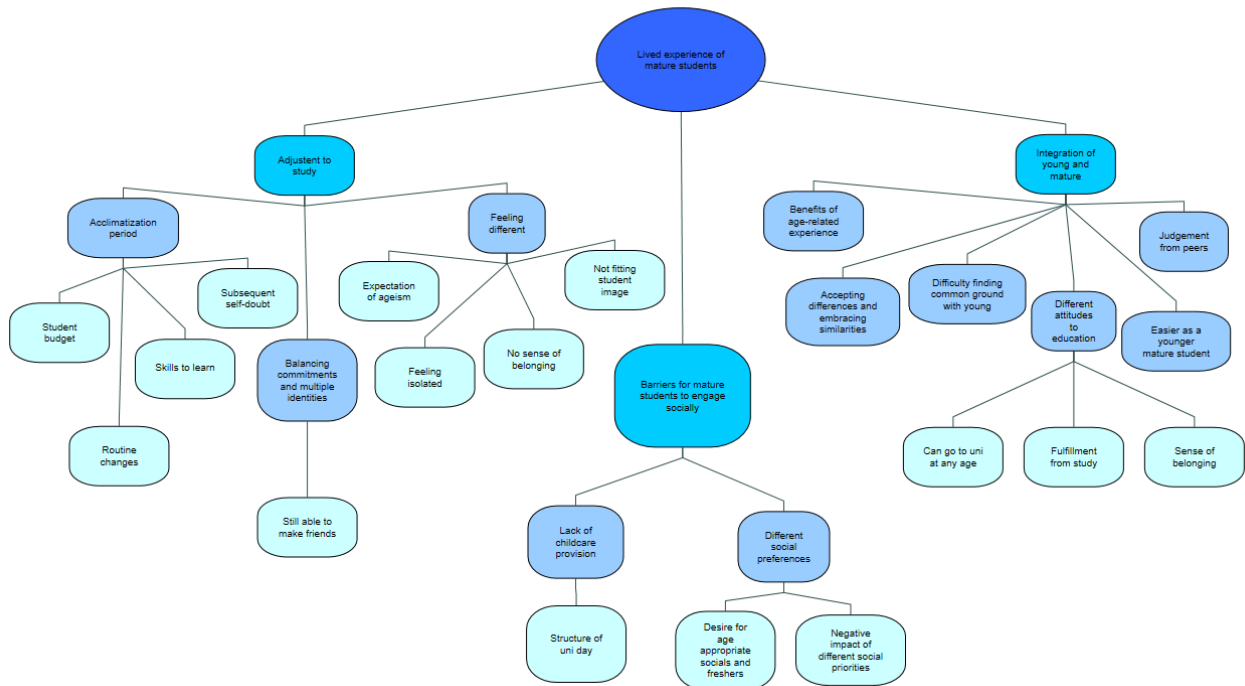 Lived experience of
mature students
Adjustent to
study
Integration of
young and
mature
Acclimatization
period
Feeling
different
Benefits of
age-related
experience
Judgement
from peers
Expectation
of ageism
Not fitting
student
image
Subsequent
self-doubt
Accepting
differences and
embracing
similarities
Difficulty finding
common ground
with young
Different
attitudes
to
education
Easier as a
younger
mature student
Student
budget
Skills to learn
Balancing
commitments
and multiple
identities
Feeling
isolated
No sense of
belonging
Barriers for mature
students to engage
socially
Routine
changes
Can go to uni
at any age
Fulfillment
from study
Sense of
belonging
Still able to
make friends
Lack of
childcare
provision
Different
social
preferences
Structure of
uni day
Desire for
age
appropriate
socials and
freshers
Negative
impact of
different social
priorities